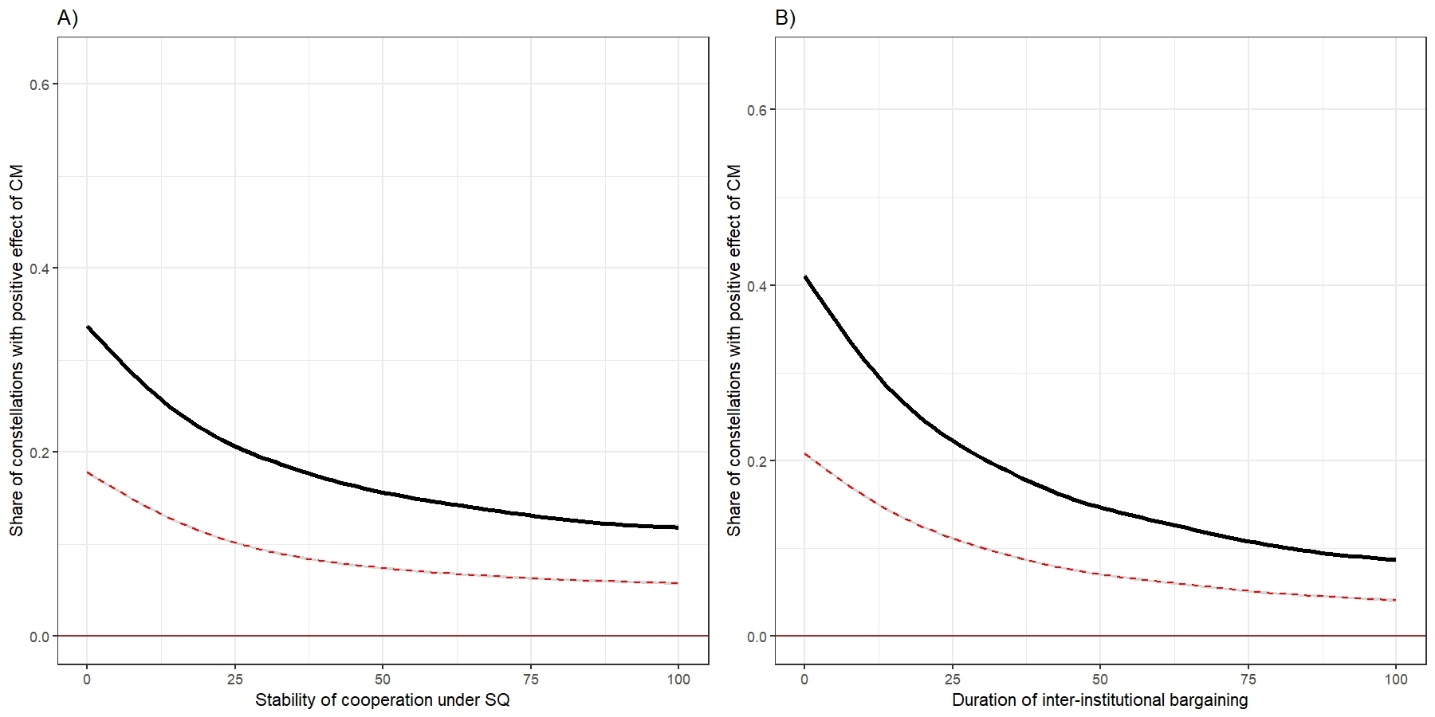 A)
Share of constellations with positive effect of CM
0.6
0.4
0.2
0.0
0 25 50 75 100
Stability of cooperation under SQ
B)
Share of constellations with positive effect of CM
0.6
0.4
0.2
0.0
0 25 50 75 100
Duration of inter-institutional bargaining